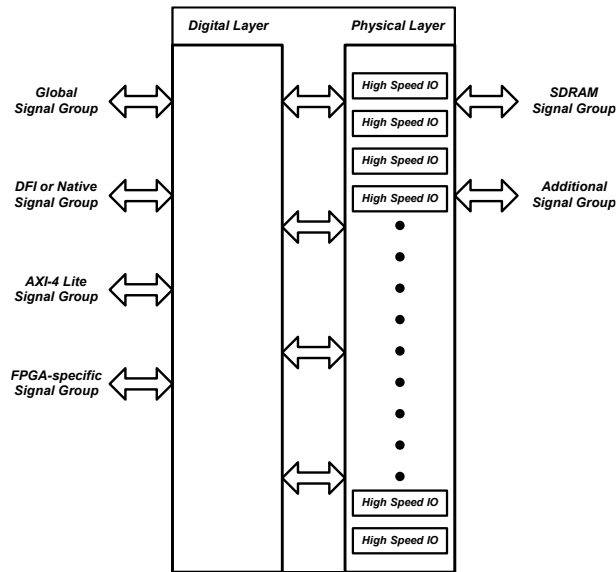 Digital Layer
Physical Layer
Global
Signal Group
DFI or Native
Signal Group
AXI-4 Lite
Signal Group
FPGA-specific
Signal Group
High Speed IO
High Speed IO
High Speed IO
High Speed IO
High Speed IO
High Speed IO
SDRAM
Signal Group
Additional
Signal Group